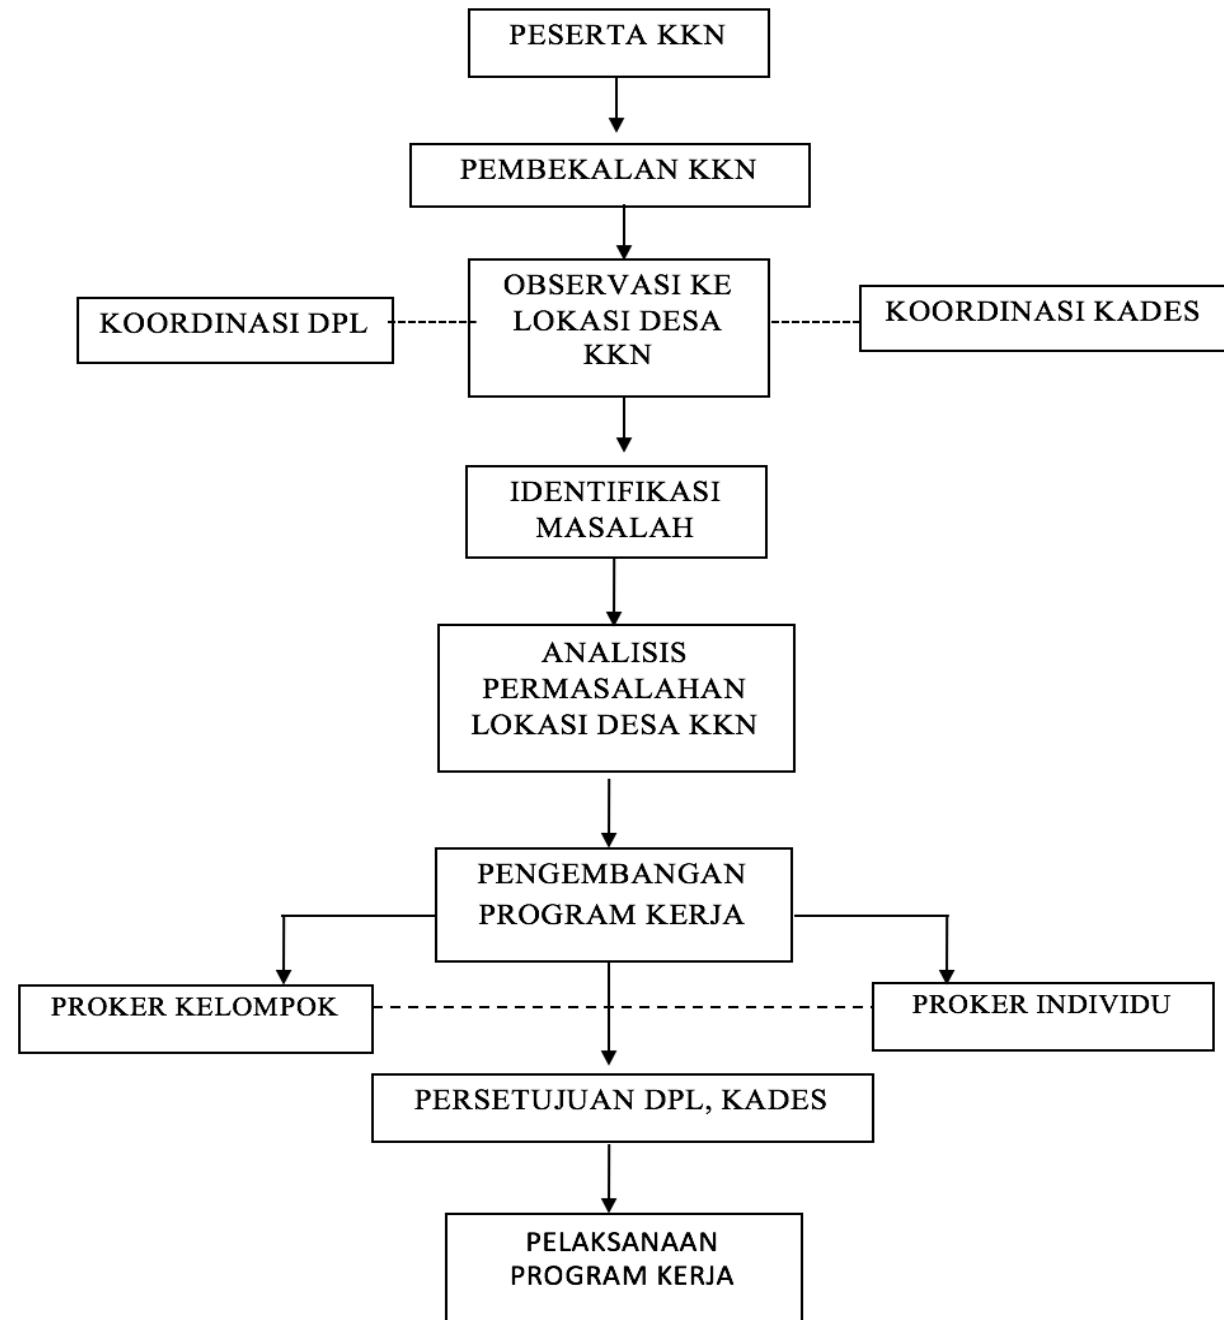 PESERTA KKN
PEMBEKALAN KKN
OBSERVASI KE
LOKASI DESA
KKN
KOORDINASI DPL
KOORDINASI KADES
IDENTIFIKASI
MASALAH
ANALISIS
PERMASALAHAN
LOKASI DESA KKN
PENGEMBANGAN
PROGRAM KERJA
PROKER KELOMPOK
PROKER INDIVIDU
PERSETUJUAN DPL, KADES
PELAKSANAAN
PROGRAM KERJA